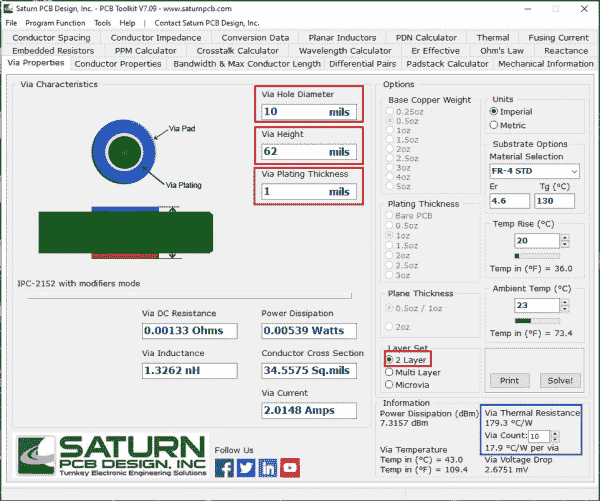 Saturn PCB Design, Inc. - PCB Toolkit V7.09 - www.saturnpcb.com
File Program Function Tools Help | Contact Saturn PCB Design, Inc.
Conductor Spacing Conductor Impedance Conversion Data Planar Inductors PDN Calculator Thermal Fusing Current
Embedded Resistors PPM Calculator Crosstalk Calculator Wavelength Calculator Er Effective Ohm's Law Reactance
Via Properties Conductor Properties Bandwidth & Max Conductor Length Differential Pairs Padstack Calculator Mechanical Information
Via Characteristics
Via Pad
Via Plating
Via Hole Diameter
10 mils
Via Height
62 mils
Via Plating Thickness
1 mils
IPC-2152 with modifiers mode
Via DC Resistance
0.00133 Ohms
Power Dissipation
0.00539 Watts
Via Inductance
1.3262 nH
Conductor Cross Section
34.5575 Sq.mils
Via Current
2.0148 Amps
SATURN
PCB DESIGN, INC
Turnkey Electronic Engineering Solutions
Follow Us
Options
Base Copper Weight
0.25oz
0.5oz
1oz
1.5oz
2oz
2.5oz
3oz
4oz
5oz
Plating Thickness
Bare PCB
0.5oz
1oz
1.5oz
2oz
2.5oz
3oz
Plane Thickness
0.5oz / 1oz
2oz
Layer Set
2 Layer
Multi Layer
Microvia
Units
Imperial
Metric
Substrate Options
Material Selection
FR-4 STD
Er Tg (°C)
4.6 130
Temp Rise (°C)
20
Temp in (°F) = 36.0
Ambient Temp (°C)
23
Temp in (°F) = 73.4
Print Solve!
Information
Power Dissipation (dBm)
7.3157 dBm
Via Temperature
Temp in (°C) = 43.0
Temp in (°F) = 109.4
Via Thermal Resistance
179.3 °C/W
Via Count: 10
17.9 °C/W per via
Via Voltage Drop
2.6751 mV